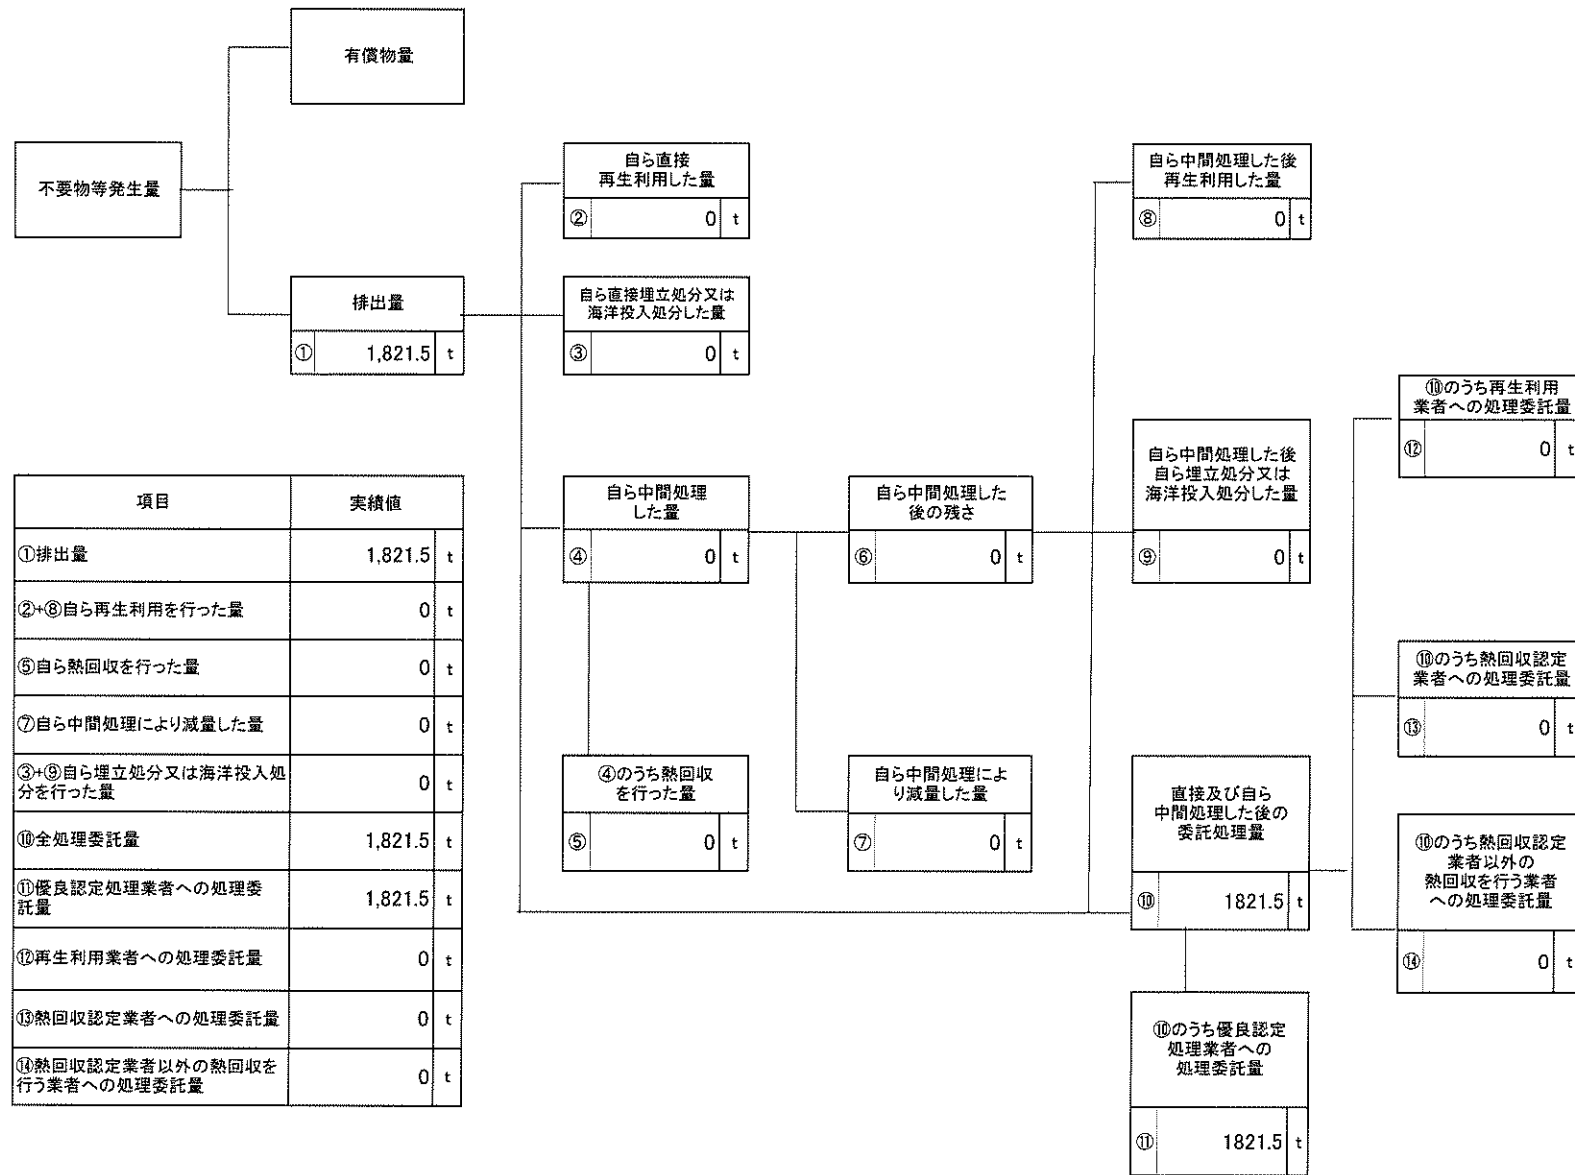 有償物量
不要物等発生量
排出量
① 1,821.5 t
自ら直接
再生利用した量
② 0 t
自ら直接埋立処分又は
海洋投入処分した量
③ 0 t
自ら中間処理
した量
④ 0 t
④のうち熱回収
を行った量
⑤ 0 t
自ら中間処理した
後の残さ
⑥ 0 t
自ら中間処理によ
り減量した量
⑦ 0 t
自ら中間処理した後
再生利用した量
⑧ 0 t
自ら中間処理した後
自ら埋立処分又は
海洋投入処分した量
⑨ 0 t
直接及び自ら
中間処理した後の
委託処理量
⑩ 1821.5 t
⑩のうち優良認定
処理業者への
処理委託量
⑪ 1821.5 t
⑩のうち再生利用
業者への処理委託量
⑫ 0 t
⑩のうち熱回収認定
業者への処理委託量
⑬ 0 t
⑩のうち熱回収認定
業者以外の
熱回収を行う業者
への処理委託量
⑭ 0 t
項目 実績値
①排出量 1,821.5 t
②+⑧自ら再生利用を行った量 0 t
⑤自ら熱回収を行った量 0 t
⑦自ら中間処理により減量した量 0 t
③+⑨自ら埋立処分又は海洋投入処
分を行った量 0 t
⑩全処理委託量 1,821.5 t
⑪優良認定処理業者への処理委
託量 1,821.5 t
⑫再生利用業者への処理委託量 0 t
⑬熱回収認定業者への処理委託量 0 t
⑭熱回収認定業者以外の熱回収を
行う業者への処理委託量 0 t